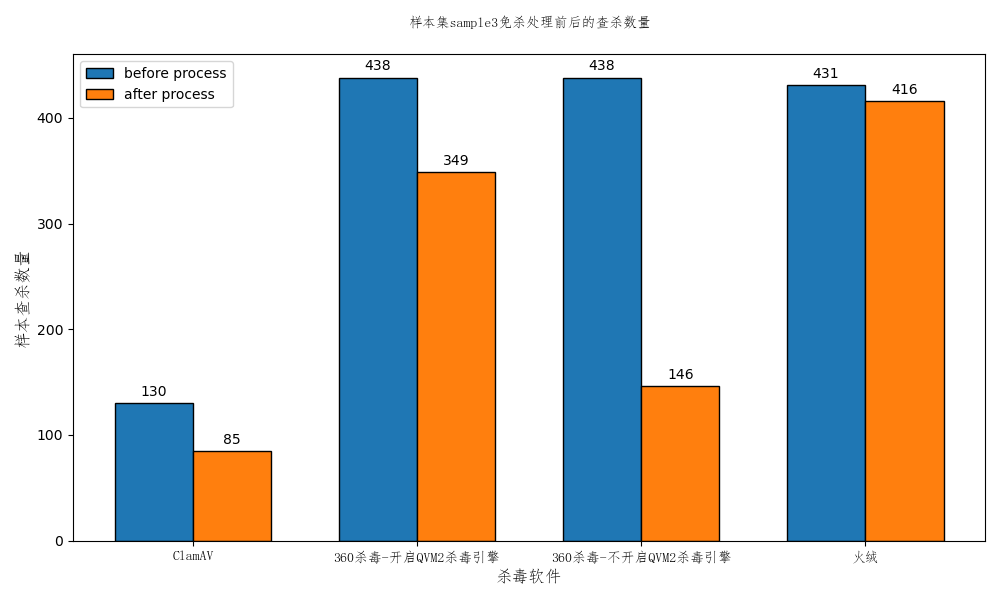 样本集sample3免杀处理前后的查杀数量
before process
after process
样本查杀数量
400
300
200
100
0
130
85
438
349
438
146
431
416
ClamAV
360杀毒-开启QVM2杀毒引擎
360杀毒-不开启QVM2杀毒引擎
火绒
杀毒软件